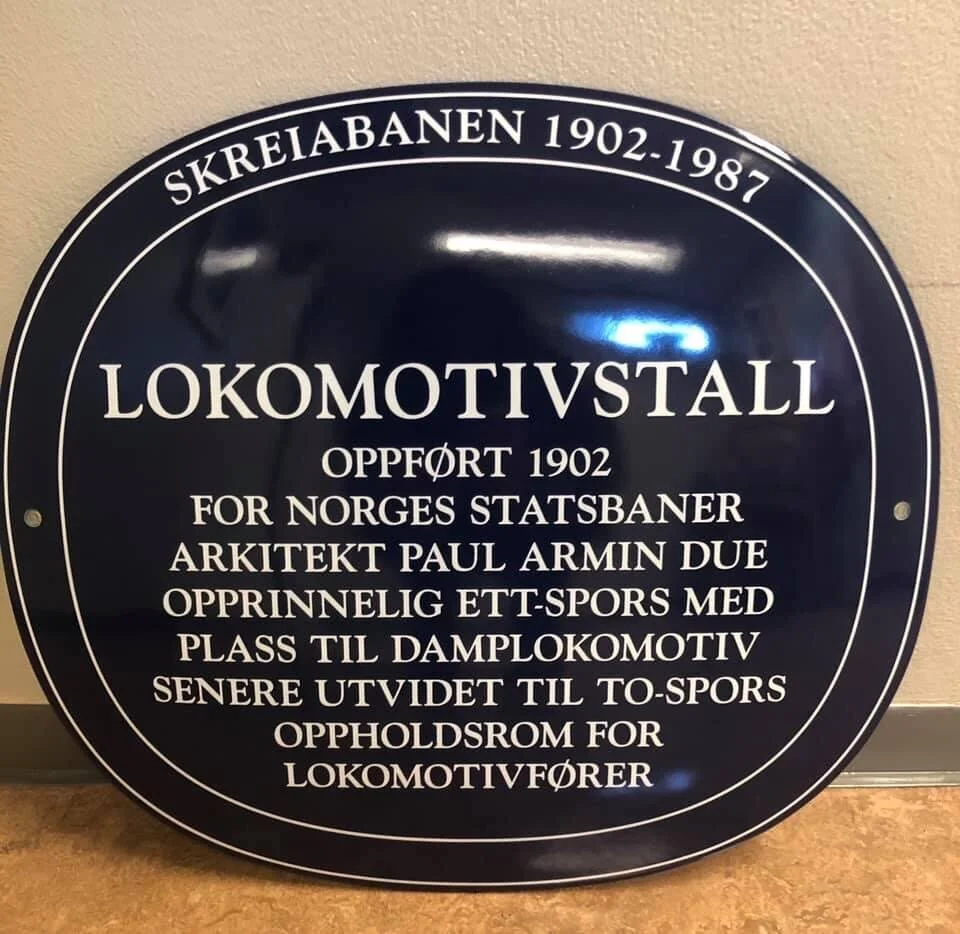 SKREIABANEN 1902-1987
LOKOMOTIVSTALL
OPPFØRT 1902
FOR NORGES STATSBANER
ARKITEKT PAUL ARMIN DUE
OPPRINNELIG ETT-SPORS MED
PLASS TIL DAMPLOKOMOTIV
SENERE UTVIDET TIL TO-SPORS
OPPHOLDSROM FOR
LOKOMOTIVFØRER